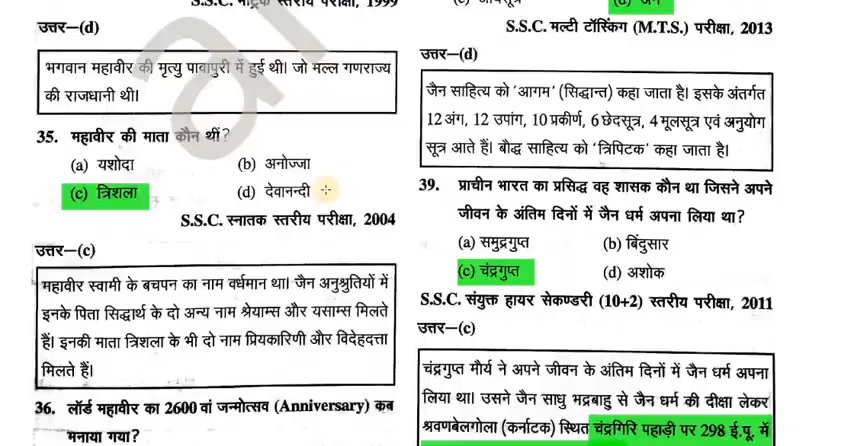 S.S.C. मैट्रिक स्तरीय परीक्षा, 1999
उत्तर—(d)
भगवान महावीर की मृत्यु पावापुरी में हुई थी। जो मल्ल गणराज्य
की राजधानी थी।
35. महावीर की माता कौन थीं?
(a) यशोदा (b) अनोज्जा
(c) त्रिशला (d) देवानन्दी
S.S.C. स्नातक स्तरीय परीक्षा, 2004
उत्तर—(c)
महावीर स्वामी के बचपन का नाम वर्धमान था। जैन अनुश्रुतियों में
इनके पिता सिद्धार्थ के दो अन्य नाम श्रेयाम्स और यसाम्स मिलते
हैं। इनकी माता त्रिशला के भी दो नाम प्रियकारिणी और विदेहदत्ता
मिलते हैं।
36. लॉर्ड महावीर का 2600 वां जन्मोत्सव (Anniversary) कब
मनाया गया?
(c) आयंसूत्र (d) अंग
S.S.C. मल्टी टॉस्किंग (M.T.S.) परीक्षा, 2013
उत्तर—(d)
जैन साहित्य को 'आगम' (सिद्धान्त) कहा जाता है। इसके अंतर्गत
12 अंग, 12 उपांग, 10 प्रकीर्ण, 6 छेदसूत्र, 4 मूलसूत्र एवं अनुयोग
सूत्र आते हैं। बौद्ध साहित्य को 'त्रिपिटक' कहा जाता है।
39. प्राचीन भारत का प्रसिद्ध वह शासक कौन था जिसने अपने
जीवन के अंतिम दिनों में जैन धर्म अपना लिया था?
(a) समुद्रगुप्त (b) बिंदुसार
(c) चंद्रगुप्त (d) अशोक
S.S.C. संयुक्त हायर सेकण्डरी (10+2) स्तरीय परीक्षा, 2011
उत्तर—(c)
चंद्रगुप्त मौर्य ने अपने जीवन के अंतिम दिनों में जैन धर्म अपना
लिया था। उसने जैन साधु भद्रबाहु से जैन धर्म की दीक्षा लेकर
श्रवणबेलगोला (कर्नाटक) स्थित चंद्रगिरि पहाड़ी पर 298 ई.पू. में